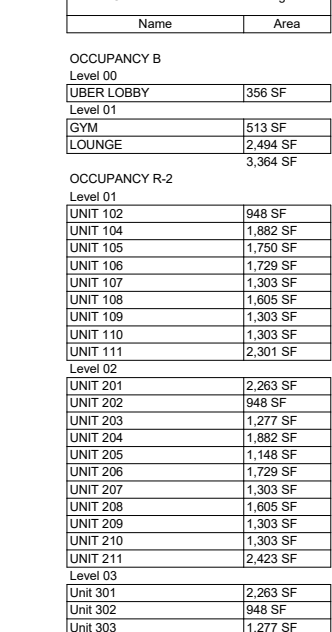 Name Area
OCCUPANCY B
Level 00
UBER LOBBY 356 SF
Level 01
GYM 513 SF
LOUNGE 2,494 SF
3,364 SF
OCCUPANCY R-2
Level 01
UNIT 102 948 SF
UNIT 104 1,882 SF
UNIT 105 1,750 SF
UNIT 106 1,729 SF
UNIT 107 1,303 SF
UNIT 108 1,605 SF
UNIT 109 1,303 SF
UNIT 110 1,303 SF
UNIT 111 2,301 SF
Level 02
UNIT 201 2,263 SF
UNIT 202 948 SF
UNIT 203 1,277 SF
UNIT 204 1,882 SF
UNIT 205 1,148 SF
UNIT 206 1,729 SF
UNIT 207 1,303 SF
UNIT 208 1,605 SF
UNIT 209 1,303 SF
UNIT 210 1,303 SF
UNIT 211 2,423 SF
Level 03
Unit 301 2,263 SF
Unit 302 948 SF
Unit 303 1,277 SF